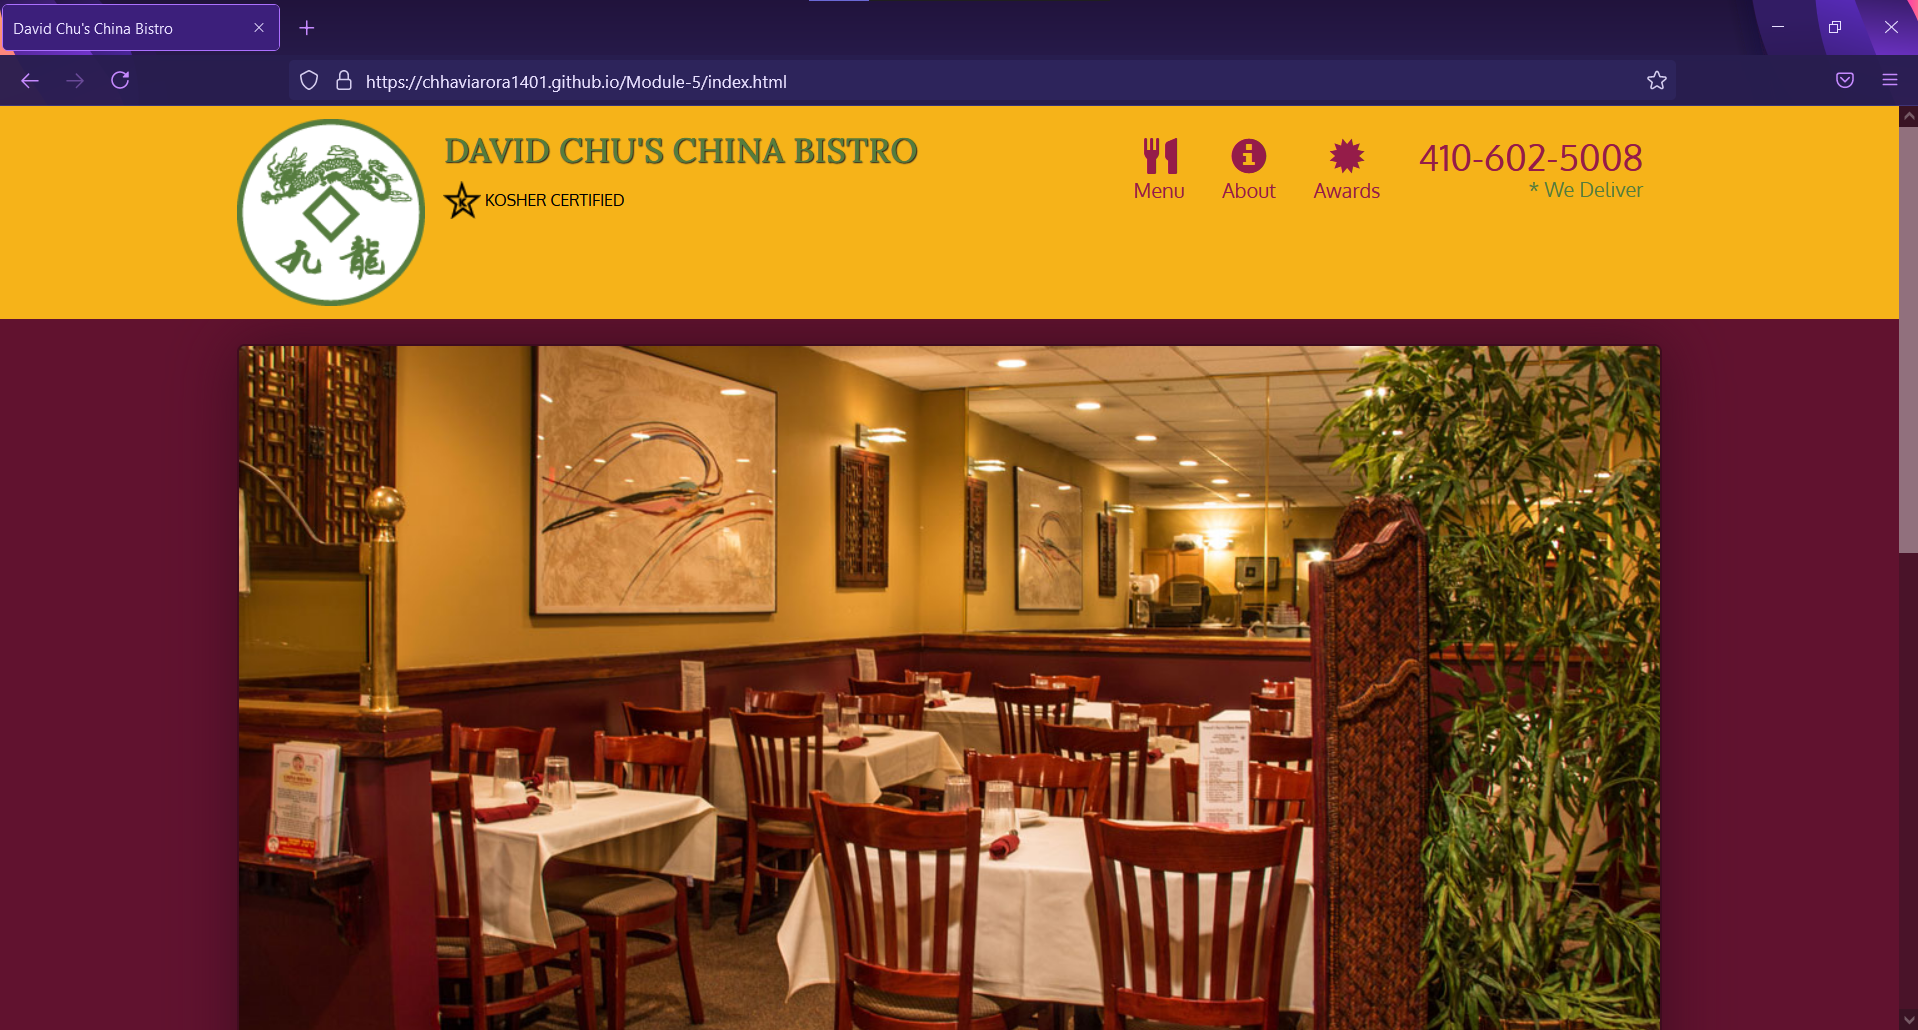 David Chu's China Bistro
https://chhaviarora1401.github.io/Module-5/index.html
九 龍
DAVID CHU'S CHINA BISTRO
K KOSHER CERTIFIED
Menu
About
Awards
410-602-5008
* We Deliver